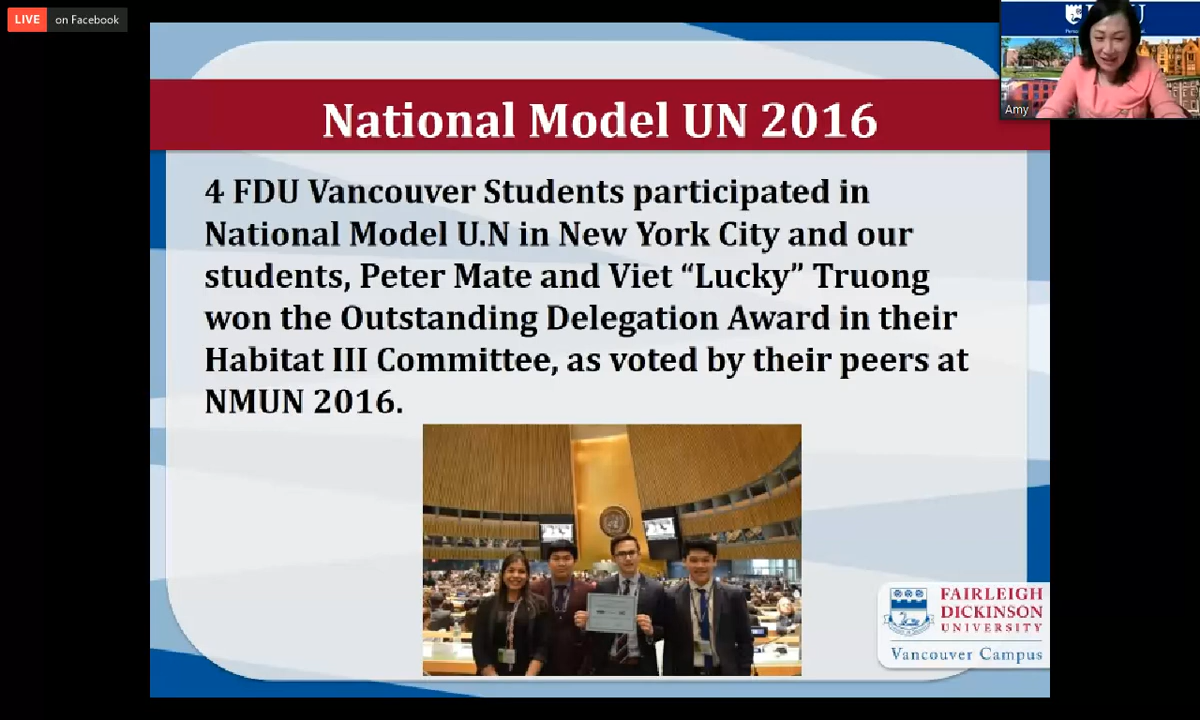 LIVE on Facebook
Amy
National Model UN 2016
4 FDU Vancouver Students participated in
National Model U.N in New York City and our
students, Peter Mate and Viet “Lucky” Truong
won the Outstanding Delegation Award in their
Habitat III Committee, as voted by their peers at
NMUN 2016.
FAIRLEIGH
DICKINSON
UNIVERSITY
Vancouver Campus